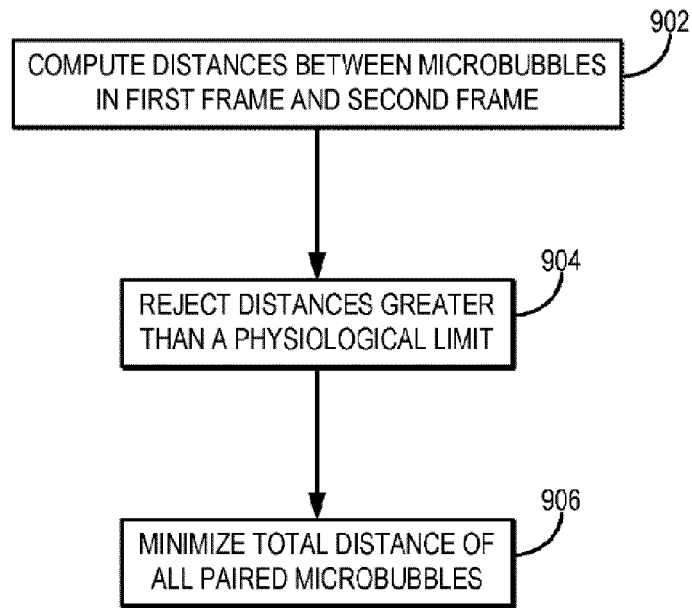 902
COMPUTE DISTANCES BETWEEN MICROBUBBLES
IN FIRST FRAME AND SECOND FRAME
904
REJECT DISTANCES GREATER
THAN A PHYSIOLOGICAL LIMIT
906
MINIMIZE TOTAL DISTANCE OF
ALL PAIRED MICROBUBBLES